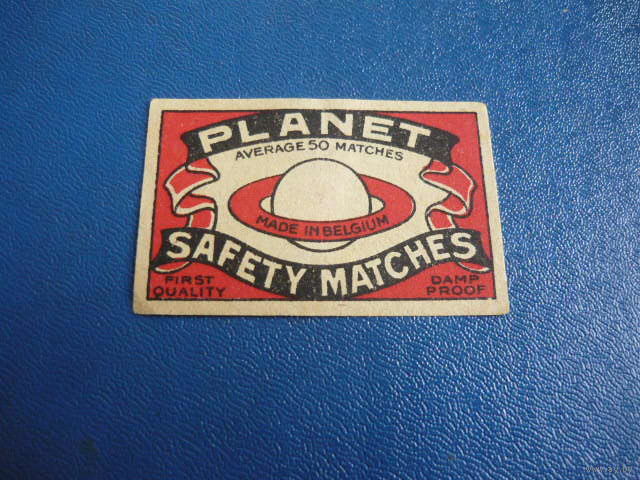 PLANET
AVERAGE 50 MATCHES
MADE IN BELGIUM
SAFETY MATCHES
FIRST
QUALITY
DAMP
PROOF